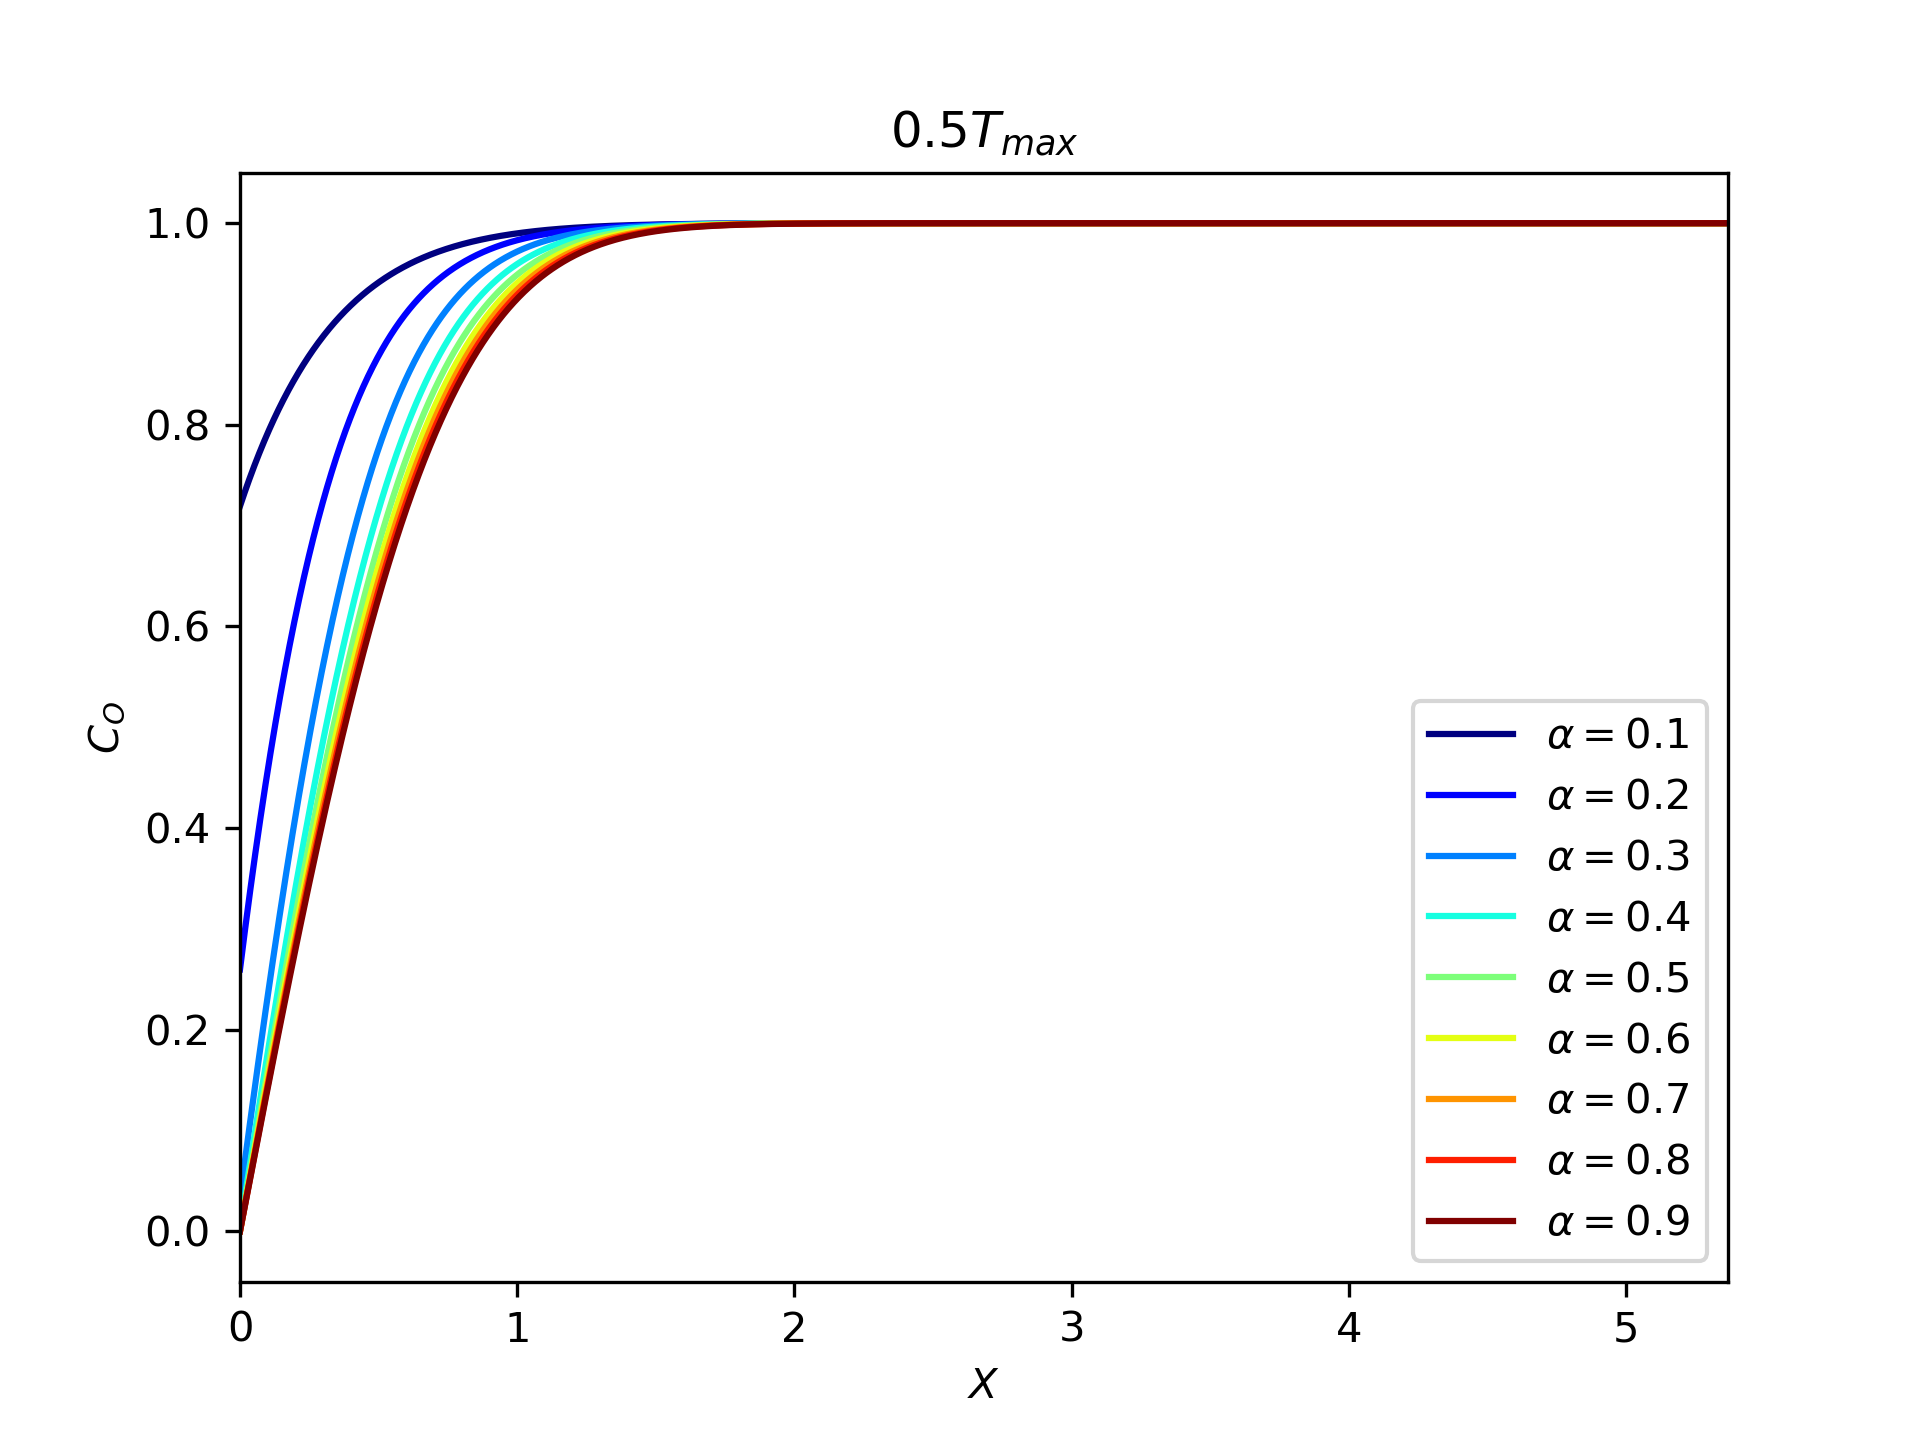 0.5T_{max}
1.0
0.8
0.6
0.4
0.2
0.0
C_O
0 1 2 3 4 5
X
α = 0.1
α = 0.2
α = 0.3
α = 0.4
α = 0.5
α = 0.6
α = 0.7
α = 0.8
α = 0.9